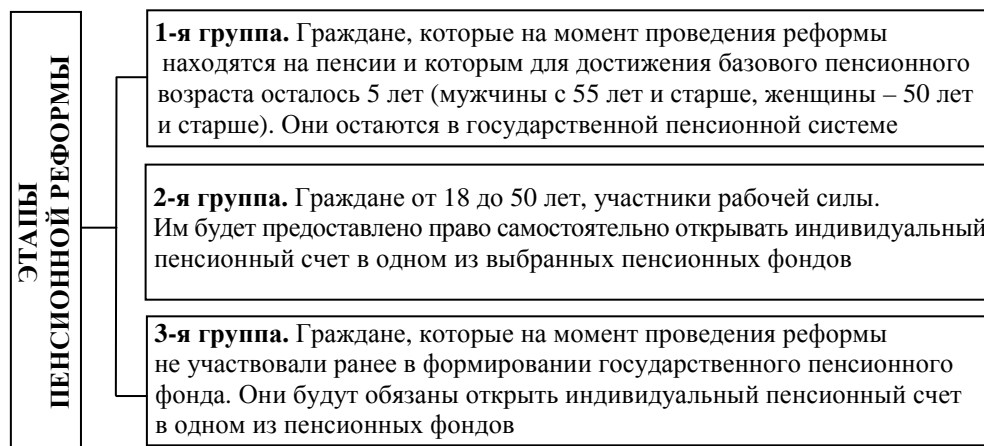 ЭТАПЫ
ПЕНСИОННОЙ РЕФОРМЫ
1-я группа. Граждане, которые на момент проведения реформы
находятся на пенсии и которым для достижения базового пенсионного
возраста осталось 5 лет (мужчины с 55 лет и старше, женщины – 50 лет
и старше). Они остаются в государственной пенсионной системе
2-я группа. Граждане от 18 до 50 лет, участники рабочей силы.
Им будет предоставлено право самостоятельно открывать индивидуальный
пенсионный счет в одном из выбранных пенсионных фондов
3-я группа. Граждане, которые на момент проведения реформы
не участвовали ранее в формировании государственного пенсионного
фонда. Они будут обязаны открыть индивидуальный пенсионный счет
в одном из пенсионных фондов